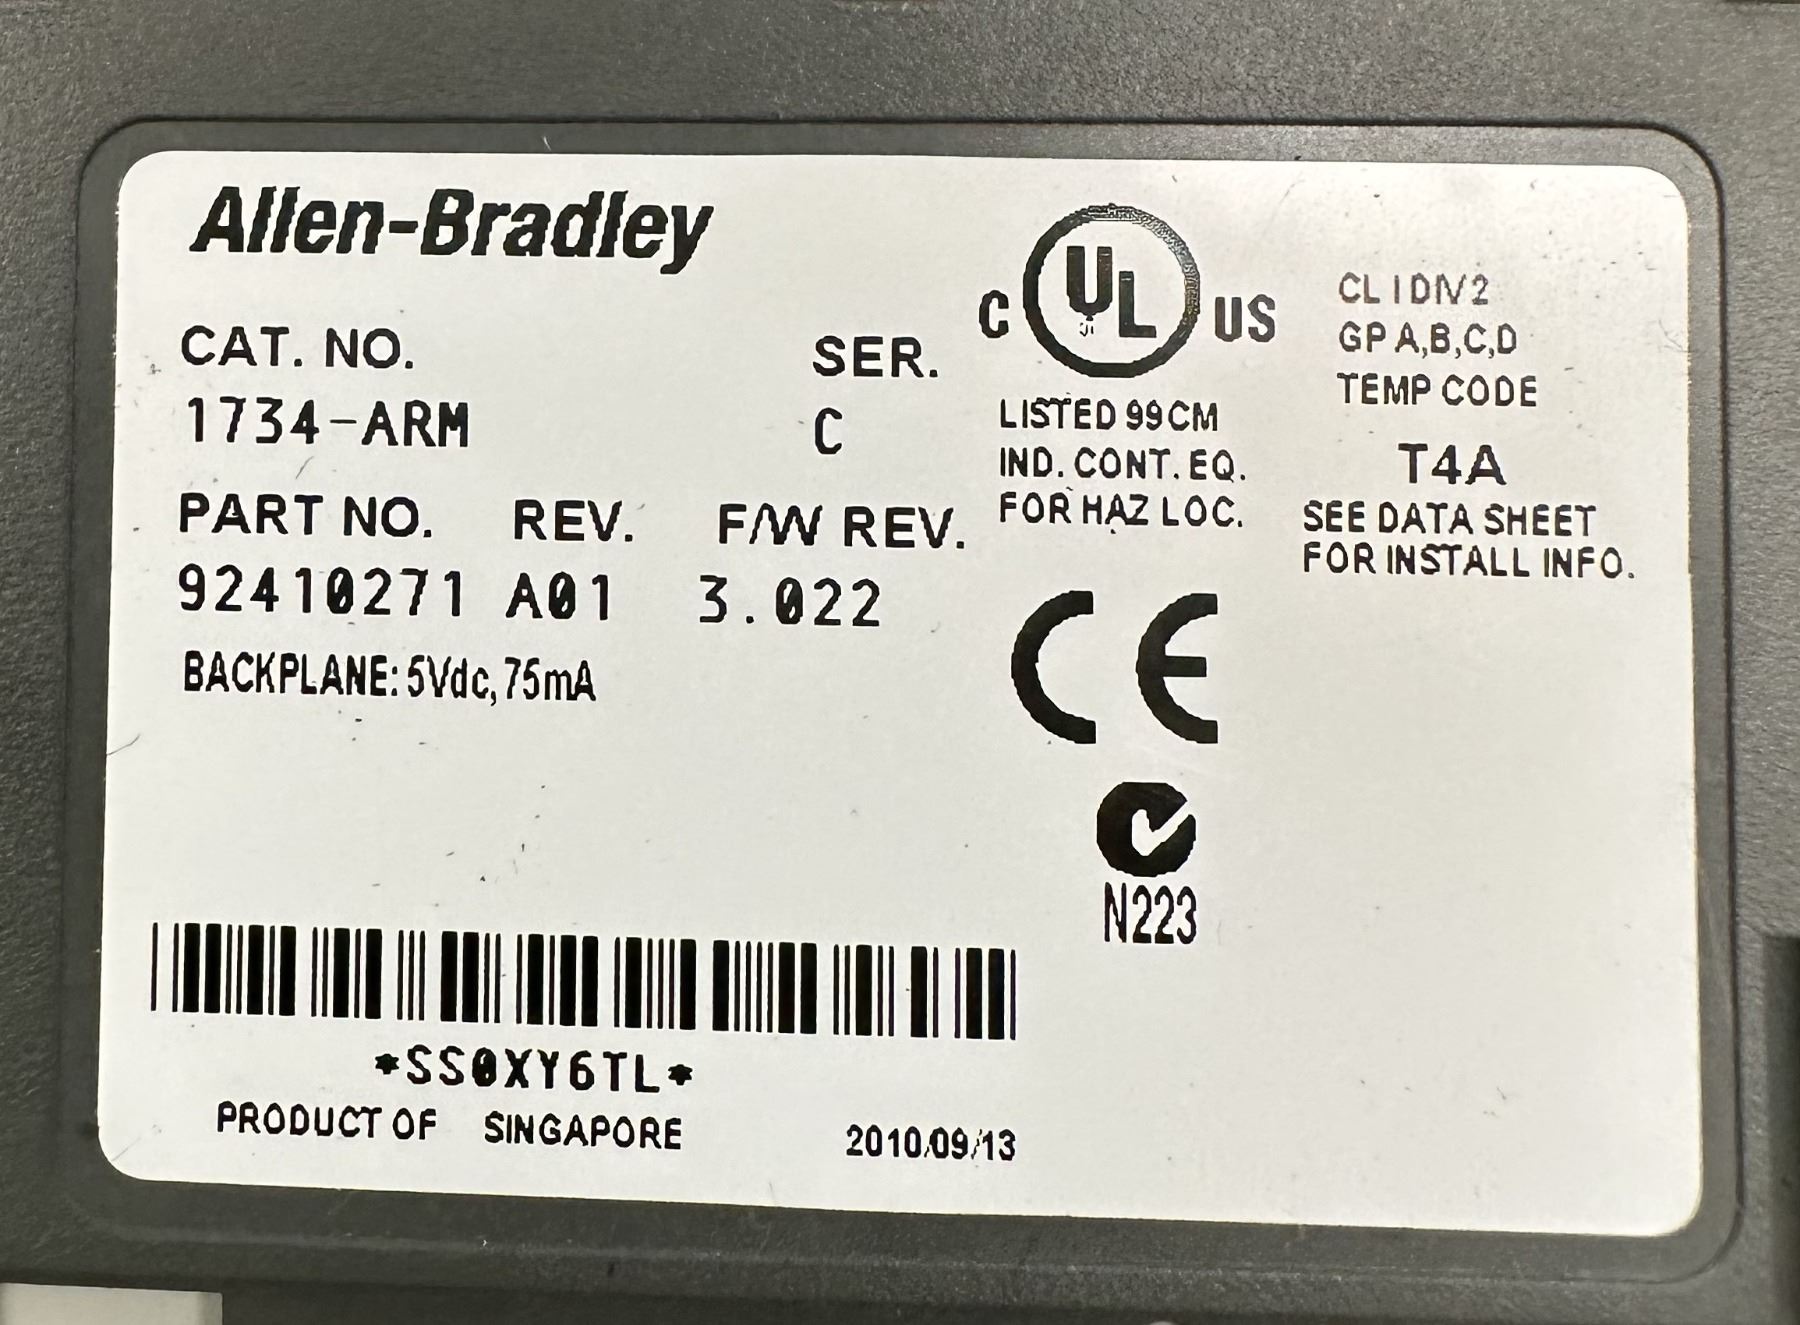 Allen-Bradley
CAT. NO. SER.
1734-ARM C
PART NO. REV. F/W REV.
92410271 A01 3.022
BACKPLANE: 5Vdc, 75mA
C UL US
LISTED 99CM
IND. CONT. EQ.
FOR HAZ LOC.
CL I DIV 2
GP A,B,C,D
TEMP CODE
T4A
SEE DATA SHEET
FOR INSTALL INFO.
CE
N223
*SS0XY6TL*
PRODUCT OF SINGAPORE 2010/09/13